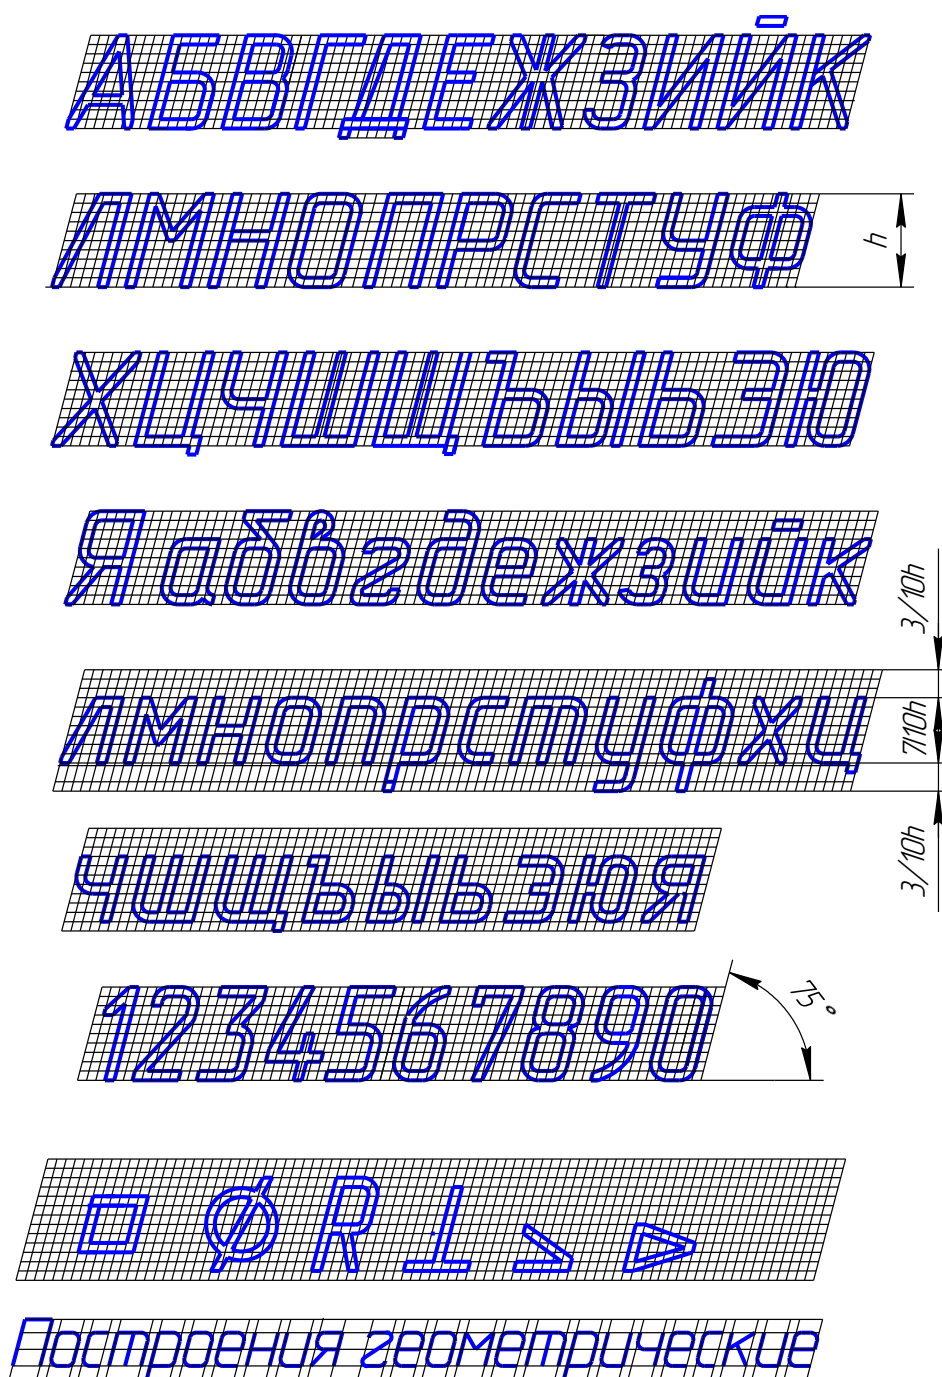 АБВГДЕЖЗИЙК
ЛМНОПРСТУФ
h
ХЦЧШЩЪЫЬЭЮ
Я абвгдежзийк
3/10h
лмнопрстуфхц
7/10h
3/10h
чшщъыьэюя
1234567890
75°
□ Ø R ⊥ ∠ ▷
Построения геометрические